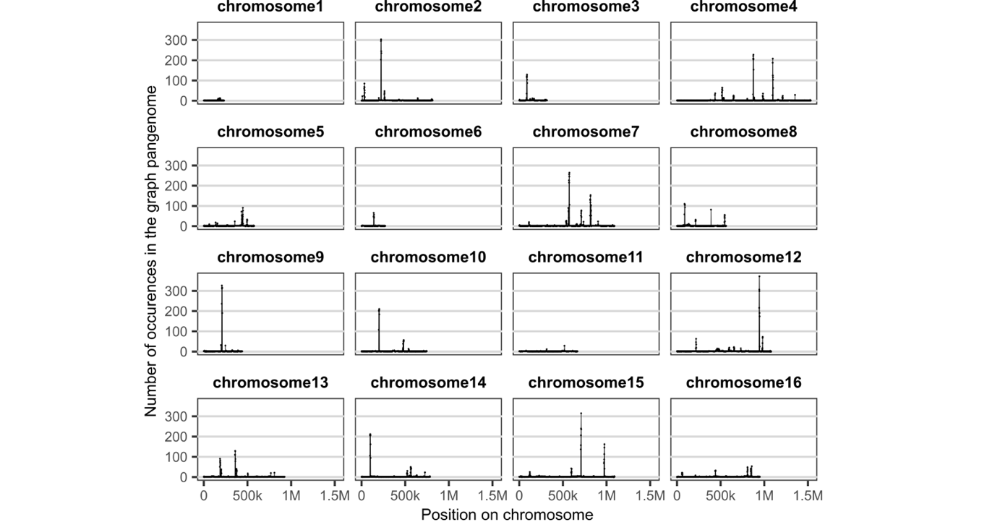 chromosome1 chromosome2 chromosome3 chromosome4
300
200
100
0
chromosome5 chromosome6 chromosome7 chromosome8
300
200
100
0
chromosome9 chromosome10 chromosome11 chromosome12
300
200
100
0
chromosome13 chromosome14 chromosome15 chromosome16
300
200
100
0
0 500k 1M 1.5M 0 500k 1M 1.5M 0 500k 1M 1.5M 0 500k 1M 1.5M
Position on chromosome
Number of occurences in the graph pangenome